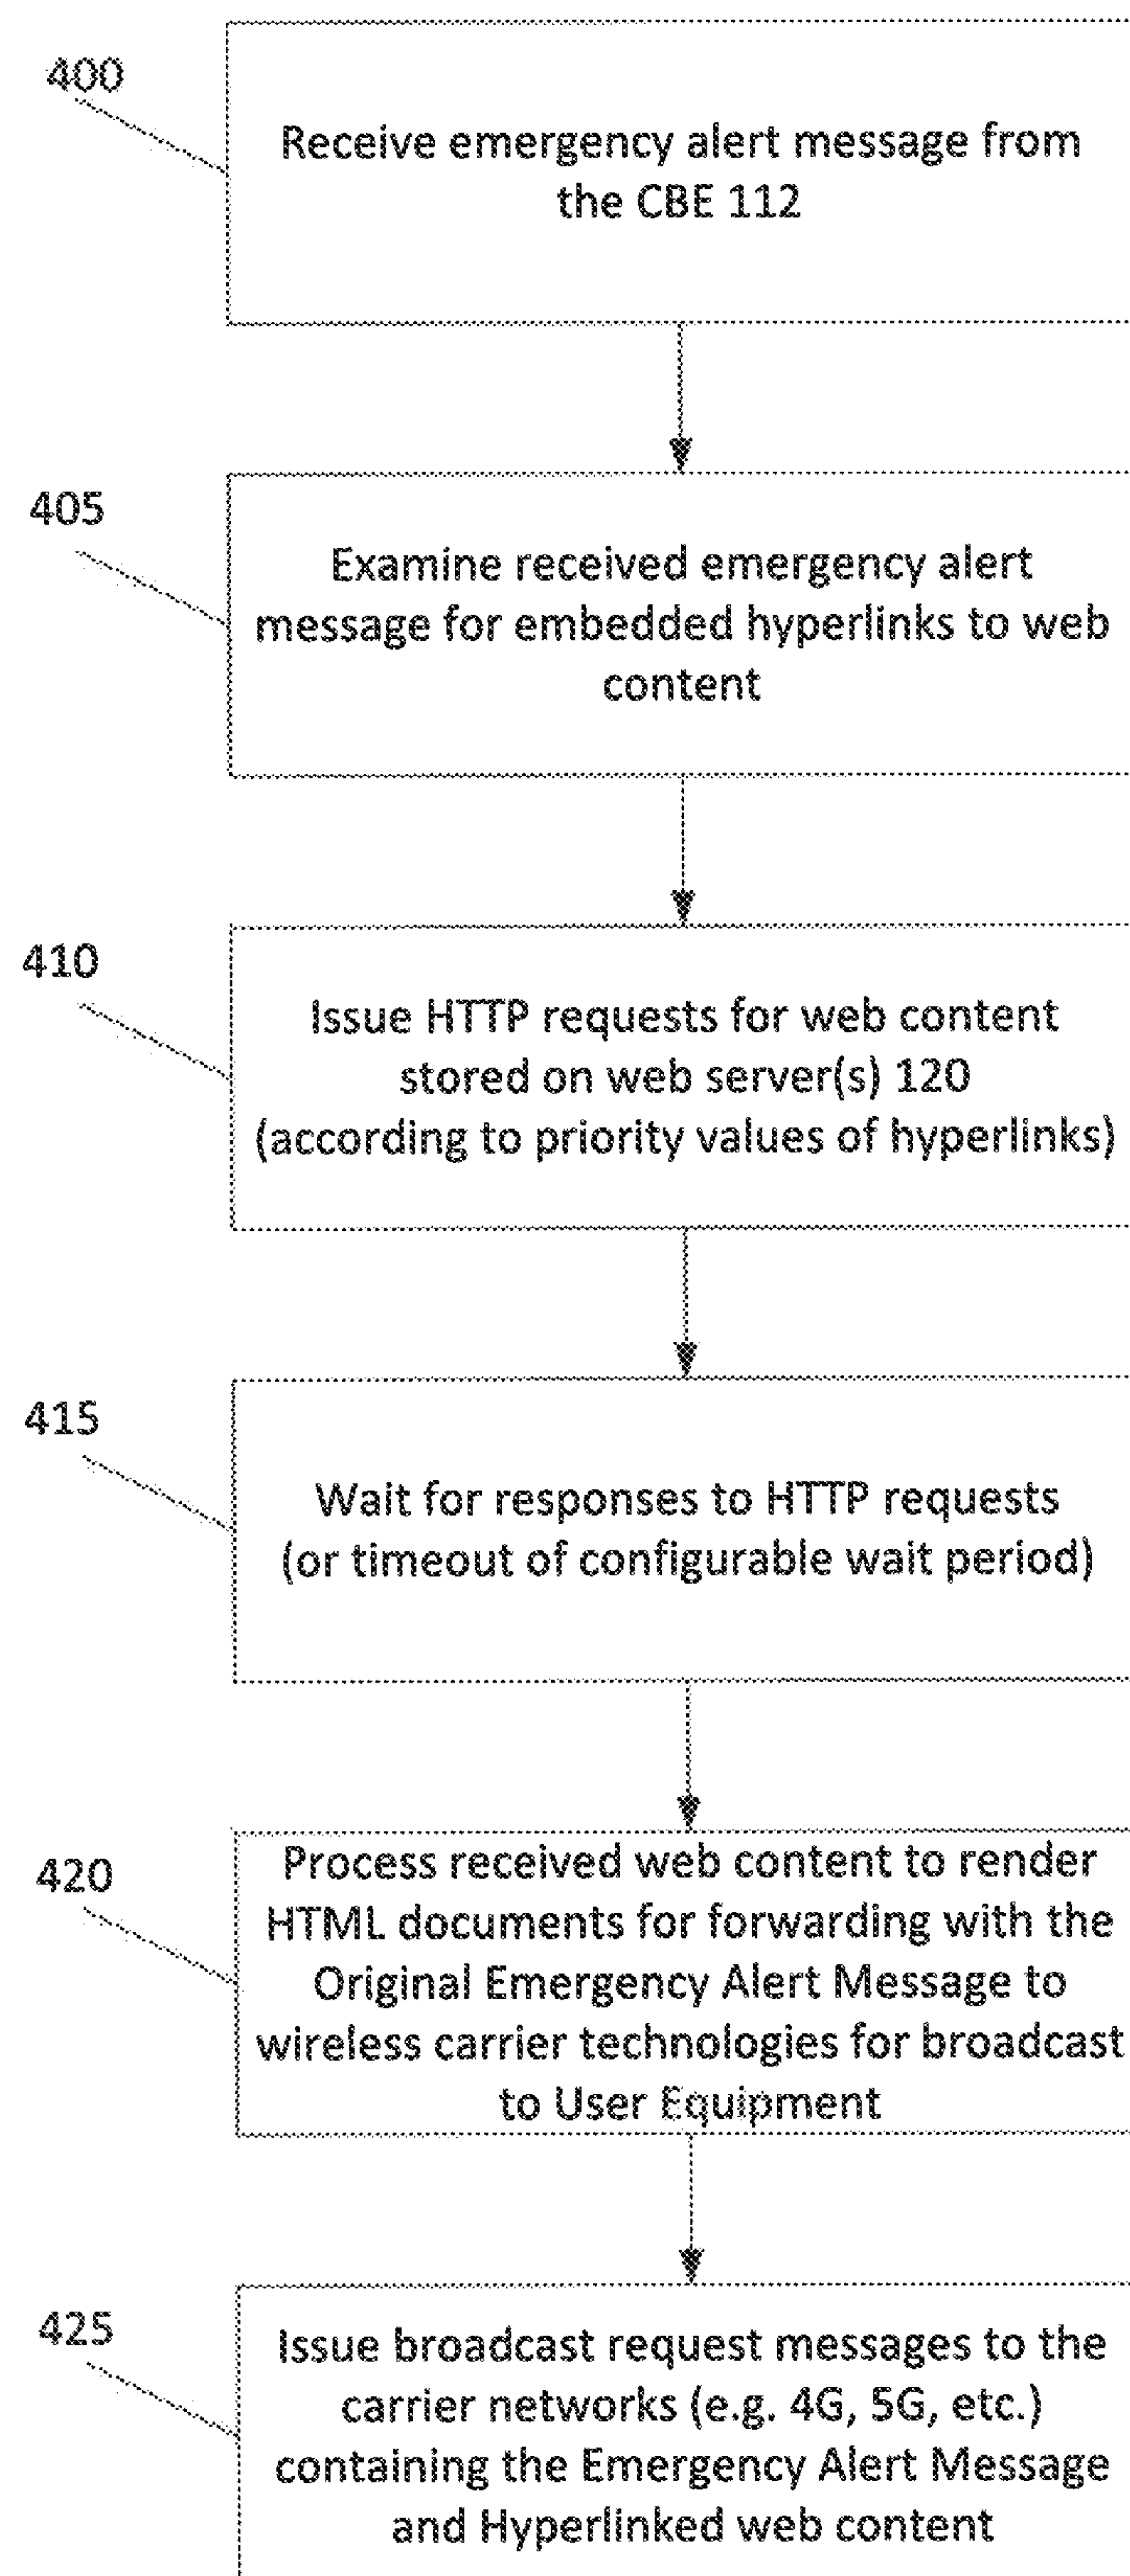 400
Receive emergency alert message from
the CBE 112
405
Examine received emergency alert
message for embedded hyperlinks to web
content
410
Issue HTTP requests for web content
stored on web server(s) 120
(according to priority values of hyperlinks)
415
Wait for responses to HTTP requests
(or timeout of configurable wait period)
420
Process received web content to render
HTML documents for forwarding with the
Original Emergency Alert Message to
wireless carrier technologies for broadcast
to User Equipment
425
Issue broadcast request messages to the
carrier networks (e.g. 4G, 5G, etc.)
containing the Emergency Alert Message
and Hyperlinked web content